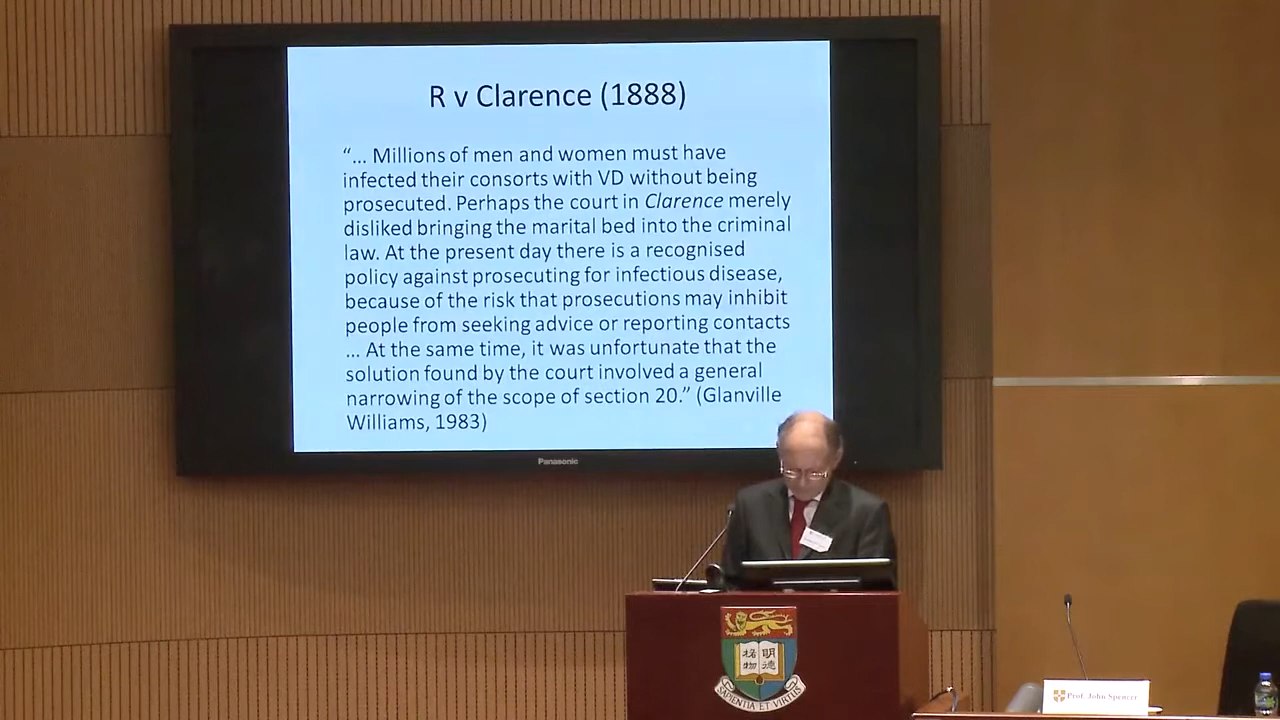 R v Clarence (1888)
“... Millions of men and women must have
infected their consorts with VD without being
prosecuted. Perhaps the court in Clarence merely
disliked bringing the marital bed into the criminal
law. At the present day there is a recognised
policy against prosecuting for infectious disease,
because of the risk that prosecutions may inhibit
people from seeking advice or reporting contacts
... At the same time, it was unfortunate that the
solution found by the court involved a general
narrowing of the scope of section 20.” (Glanville
Williams, 1983)
Panasonic
明德
格物
SAPIENTIA ET VIRTUS
Prof. John Spencer